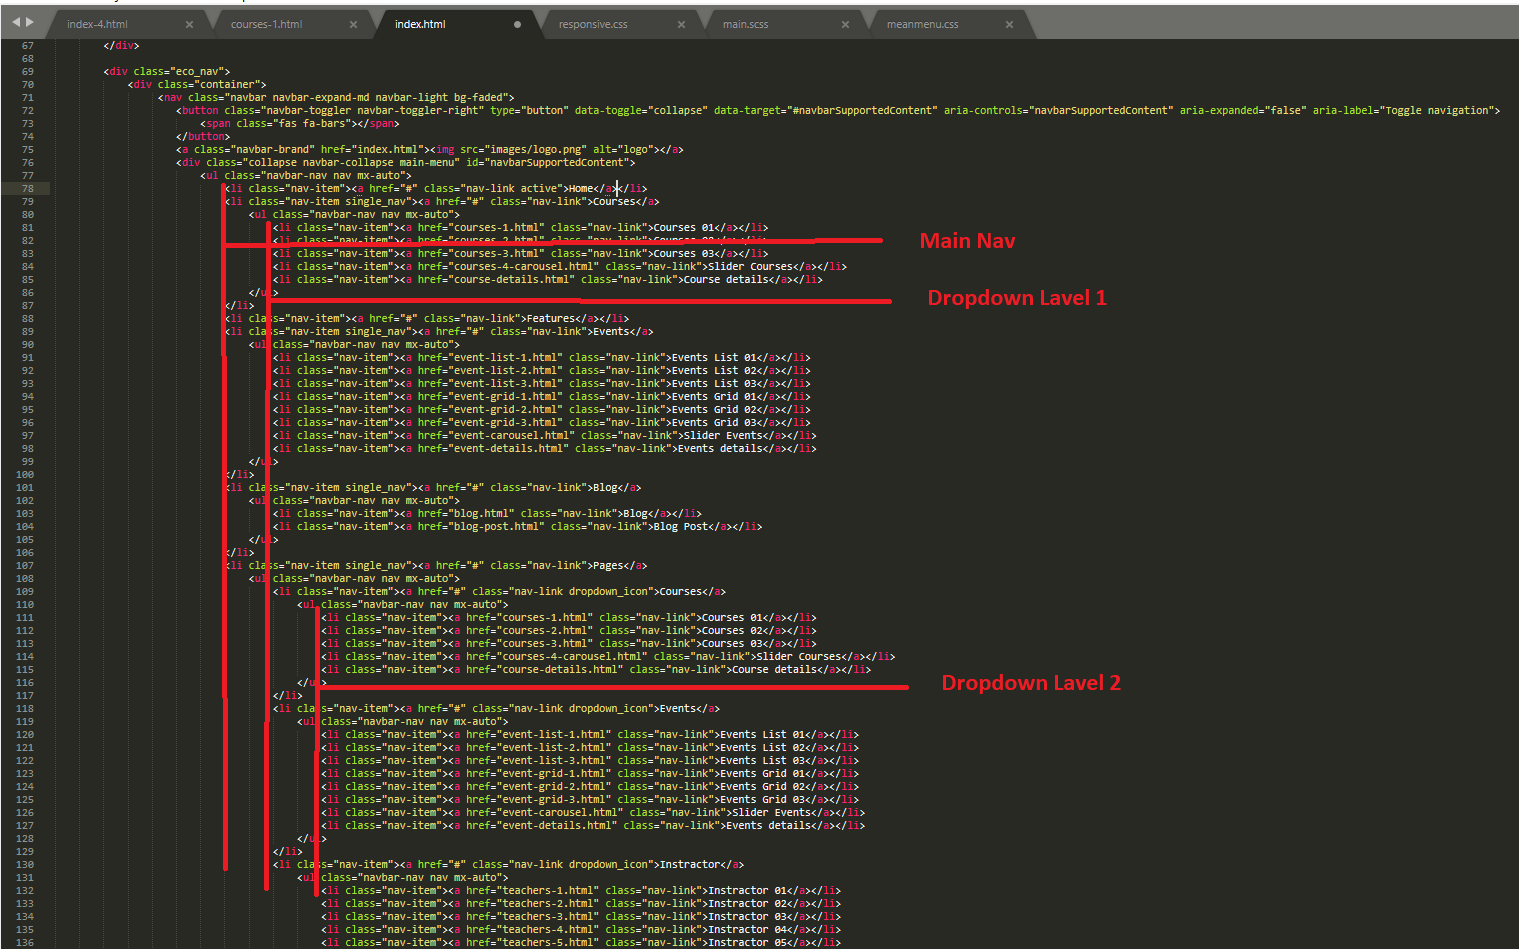 index-4.html × courses-1.html × index.html ● responsive.css × main.scss × meanmenu.css ×
67 </div>
68
69 <div class="eco_nav">
70 <div class="container">
71 <nav class="navbar navbar-expand-md navbar-light bg-faded">
72 <button class="navbar-toggler navbar-toggler-right" type="button" data-toggle="collapse" data-target="#navbarSupportedContent" aria-controls="navbarSupportedContent" aria-expanded="false" aria-label="Toggle navigation">
73 <span class="fas fa-bars"></span>
74 </button>
75 <a class="navbar-brand" href="index.html"><img src="images/logo.png" alt="logo"></a>
76 <div class="collapse navbar-collapse main-menu" id="navbarSupportedContent">
77 <ul class="navbar-nav nav mx-auto">
78 <li class="nav-item"><a href="#" class="nav-link active">Home</a></li>
79 <li class="nav-item single_nav"><a href="#" class="nav-link">Courses</a>
80 <ul class="navbar-nav nav mx-auto">
81 <li class="nav-item"><a href="courses-1.html" class="nav-link">Courses 01</a></li>
82 <li class="nav-item"><a href="courses-2.html" class="nav-link">Courses 02</a></li>
Main Nav
83 <li class="nav-item"><a href="courses-3.html" class="nav-link">Courses 03</a></li>
84 <li class="nav-item"><a href="courses-4-carousel.html" class="nav-link">Slider Courses</a></li>
85 <li class="nav-item"><a href="course-details.html" class="nav-link">Course details</a></li>
86 </ul>
Dropdown Lavel 1
87 </li>
88 <li class="nav-item"><a href="#" class="nav-link">Features</a></li>
89 <li class="nav-item single_nav"><a href="#" class="nav-link">Events</a>
90 <ul class="navbar-nav nav mx-auto">
91 <li class="nav-item"><a href="event-list-1.html" class="nav-link">Events List 01</a></li>
92 <li class="nav-item"><a href="event-list-2.html" class="nav-link">Events List 02</a></li>
93 <li class="nav-item"><a href="event-list-3.html" class="nav-link">Events List 03</a></li>
94 <li class="nav-item"><a href="event-grid-1.html" class="nav-link">Events Grid 01</a></li>
95 <li class="nav-item"><a href="event-grid-2.html" class="nav-link">Events Grid 02</a></li>
96 <li class="nav-item"><a href="event-grid-3.html" class="nav-link">Events Grid 03</a></li>
97 <li class="nav-item"><a href="event-carousel.html" class="nav-link">Slider Events</a></li>
98 <li class="nav-item"><a href="event-details.html" class="nav-link">Events details</a></li>
99 </ul>
100 </li>
101 <li class="nav-item single_nav"><a href="#" class="nav-link">Blog</a>
102 <ul class="navbar-nav nav mx-auto">
103 <li class="nav-item"><a href="blog.html" class="nav-link">Blog</a></li>
104 <li class="nav-item"><a href="blog-post.html" class="nav-link">Blog Post</a></li>
105 </ul>
106 </li>
107 <li class="nav-item single_nav"><a href="#" class="nav-link">Pages</a>
108 <ul class="navbar-nav nav mx-auto">
109 <li class="nav-item"><a href="#" class="nav-link dropdown_icon">Courses</a>
110 <ul class="navbar-nav nav mx-auto">
111 <li class="nav-item"><a href="courses-1.html" class="nav-link">Courses 01</a></li>
112 <li class="nav-item"><a href="courses-2.html" class="nav-link">Courses 02</a></li>
113 <li class="nav-item"><a href="courses-3.html" class="nav-link">Courses 03</a></li>
114 <li class="nav-item"><a href="courses-4-carousel.html" class="nav-link">Slider Courses</a></li>
115 <li class="nav-item"><a href="course-details.html" class="nav-link">Course details</a></li>
116 </ul>
Dropdown Lavel 2
117 </li>
118 <li class="nav-item"><a href="#" class="nav-link dropdown_icon">Events</a>
119 <ul class="navbar-nav nav mx-auto">
120 <li class="nav-item"><a href="event-list-1.html" class="nav-link">Events List 01</a></li>
121 <li class="nav-item"><a href="event-list-2.html" class="nav-link">Events List 02</a></li>
122 <li class="nav-item"><a href="event-list-3.html" class="nav-link">Events List 03</a></li>
123 <li class="nav-item"><a href="event-grid-1.html" class="nav-link">Events Grid 01</a></li>
124 <li class="nav-item"><a href="event-grid-2.html" class="nav-link">Events Grid 02</a></li>
125 <li class="nav-item"><a href="event-grid-3.html" class="nav-link">Events Grid 03</a></li>
126 <li class="nav-item"><a href="event-carousel.html" class="nav-link">Slider Events</a></li>
127 <li class="nav-item"><a href="event-details.html" class="nav-link">Events details</a></li>
128 </ul>
129 </li>
130 <li class="nav-item"><a href="#" class="nav-link dropdown_icon">Instractor</a>
131 <ul class="navbar-nav nav mx-auto">
132 <li class="nav-item"><a href="teachers-1.html" class="nav-link">Instractor 01</a></li>
133 <li class="nav-item"><a href="teachers-2.html" class="nav-link">Instractor 02</a></li>
134 <li class="nav-item"><a href="teachers-3.html" class="nav-link">Instractor 03</a></li>
135 <li class="nav-item"><a href="teachers-4.html" class="nav-link">Instractor 04</a></li>
136 <li class="nav-item"><a href="teachers-5.html" class="nav-link">Instractor 05</a></li>